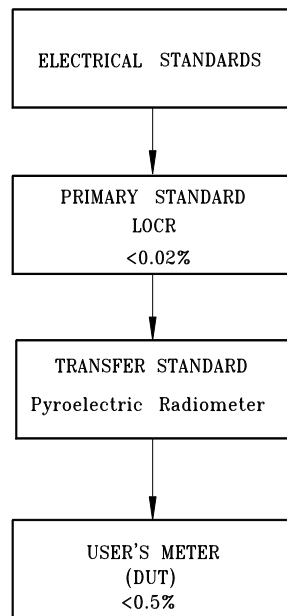 ELECTRICAL STANDARDS
PRIMARY STANDARD
LOCR
<0.02%
TRANSFER STANDARD
Pyroelectric Radiometer
USER'S METER
(DUT)
<0.5%